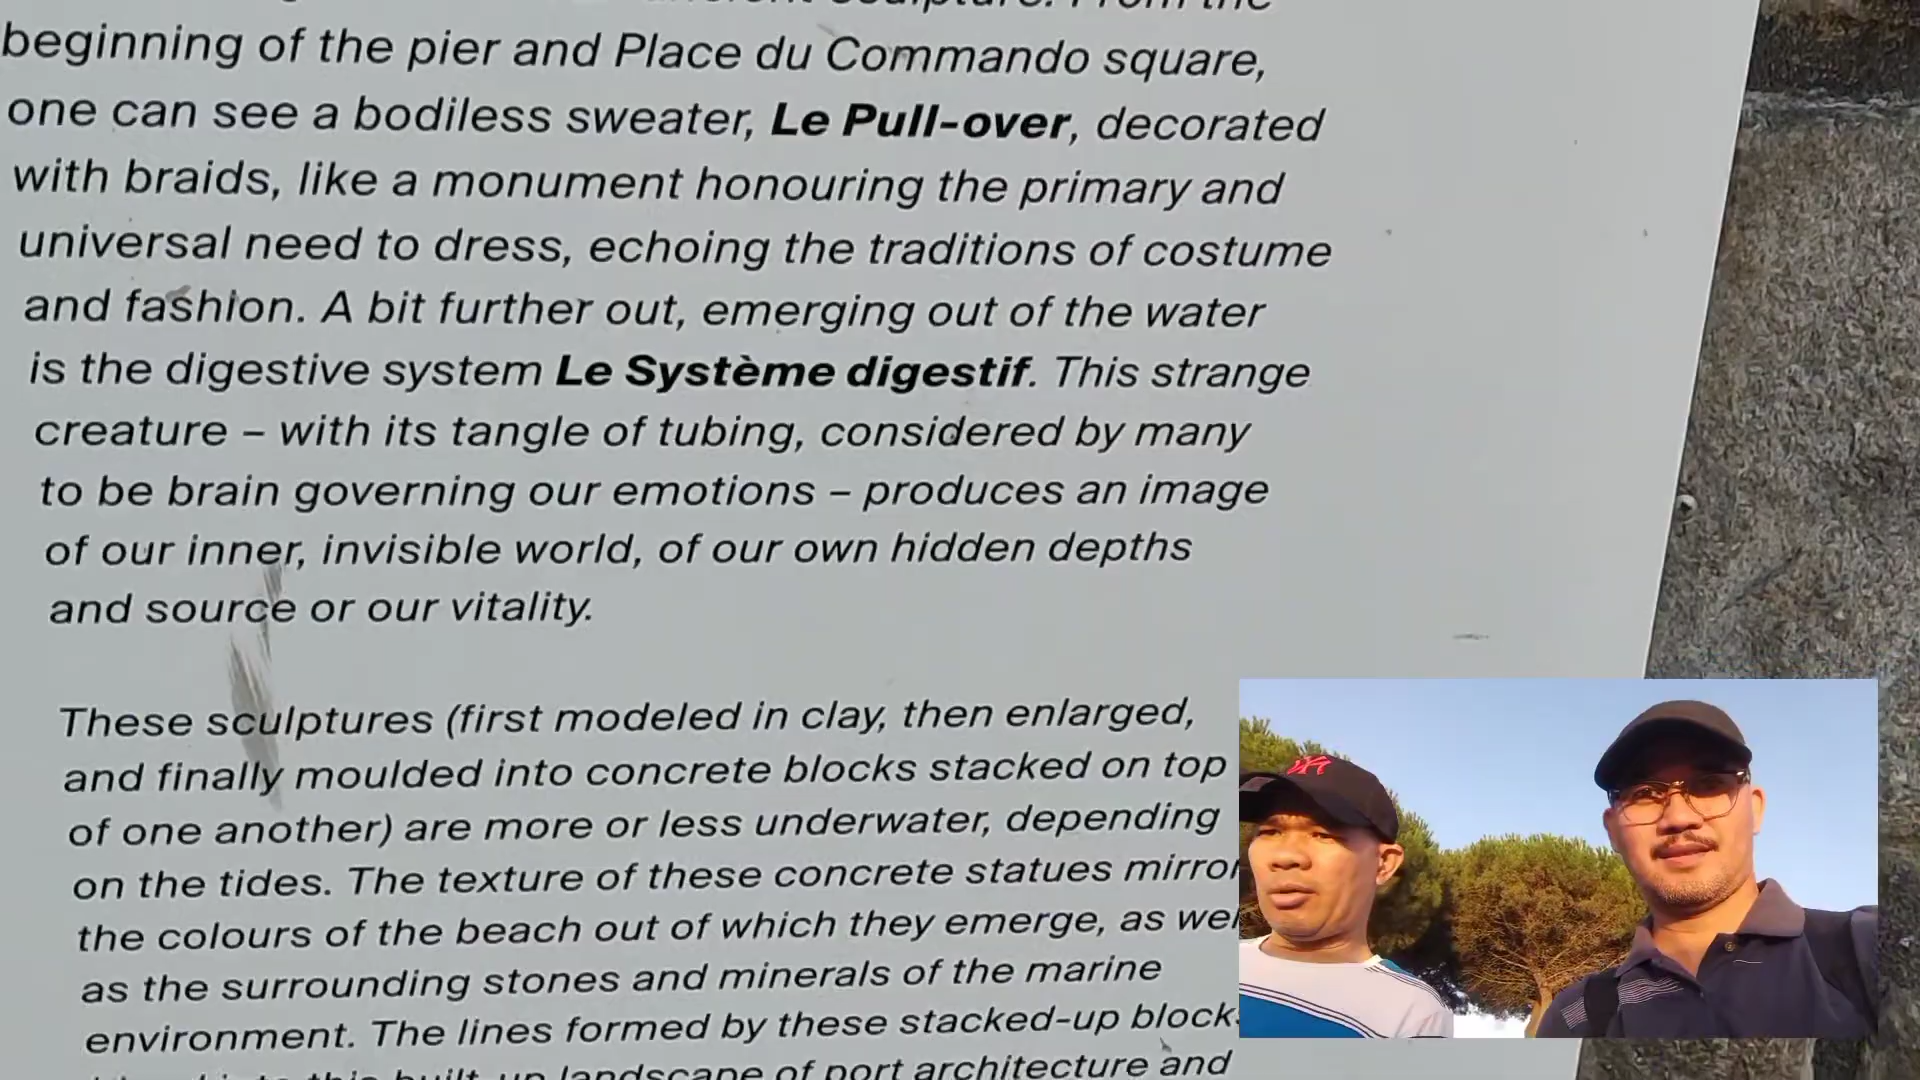 sculpture. From the
beginning of the pier and Place du Commando square,
one can see a bodiless sweater, Le Pull-over, decorated
with braids, like a monument honouring the primary and
universal need to dress, echoing the traditions of costume
and fashion. A bit further out, emerging out of the water
is the digestive system Le Système digestif. This strange
creature – with its tangle of tubing, considered by many
to be brain governing our emotions – produces an image
of our inner, invisible world, of our own hidden depths
and source or our vitality.
These sculptures (first modeled in clay, then enlarged,
and finally moulded into concrete blocks stacked on top
of one another) are more or less underwater, depending
on the tides. The texture of these concrete statues mirror
the colours of the beach out of which they emerge, as
as the surrounding stones and minerals of the marine
environment. The lines formed by these stacked-up
to this built-up landscape of port architecture and